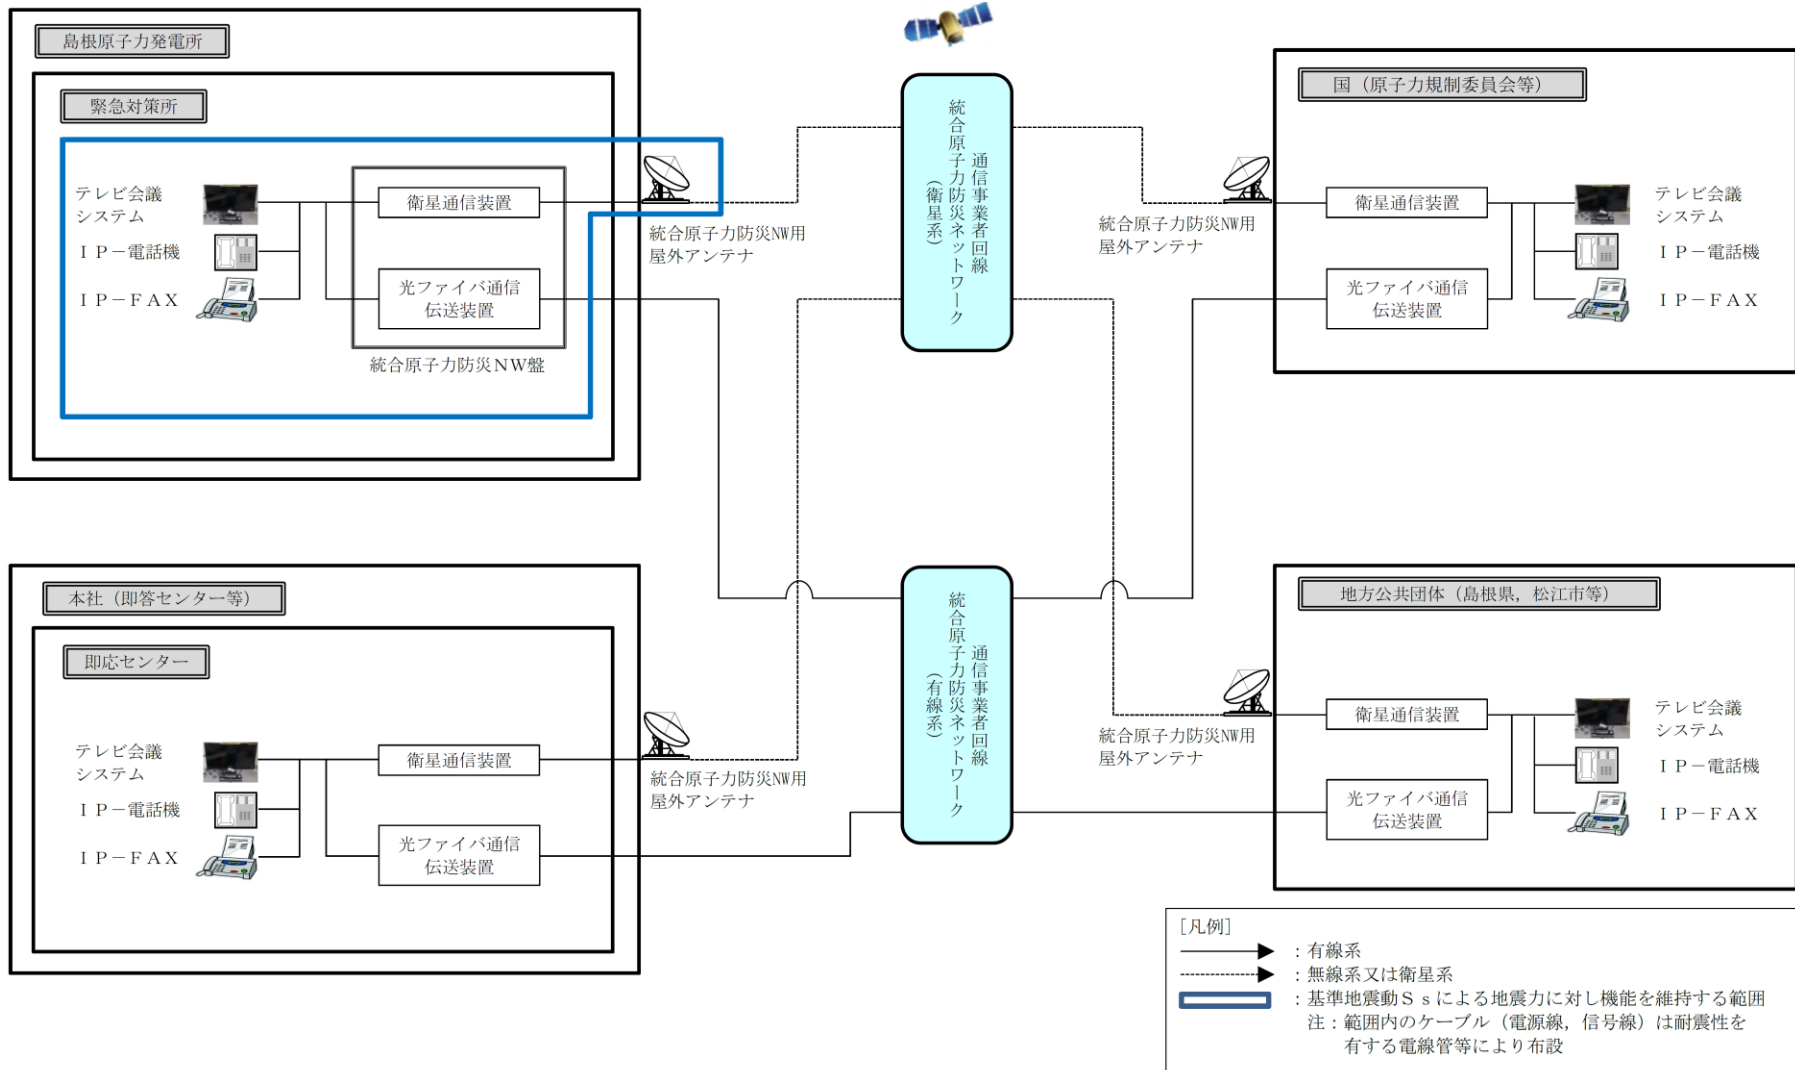 島根原子力発電所
緊急対策所
テレビ会議
システム
ＩＰ－電話機
ＩＰ－ＦＡＸ
衛星通信装置
光ファイバ通信
伝送装置
統合原子力防災ＮＷ盤
統合原子力防災NW用
屋外アンテナ
通信事業者回線
統合原子力防災ネットワーク
（衛星系）
国（原子力規制委員会等）
統合原子力防災NW用
屋外アンテナ
衛星通信装置
光ファイバ通信
伝送装置
テレビ会議
システム
ＩＰ－電話機
ＩＰ－ＦＡＸ
本社（即答センター等）
即応センター
テレビ会議
システム
ＩＰ－電話機
ＩＰ－ＦＡＸ
衛星通信装置
光ファイバ通信
伝送装置
統合原子力防災NW用
屋外アンテナ
通信事業者回線
統合原子力防災ネットワーク
（有線系）
地方公共団体（島根県，松江市等）
統合原子力防災NW用
屋外アンテナ
衛星通信装置
光ファイバ通信
伝送装置
テレビ会議
システム
ＩＰ－電話機
ＩＰ－ＦＡＸ
［凡例］
：有線系
：無線系又は衛星系
：基準地震動Ｓｓによる地震力に対し機能を維持する範囲
注：範囲内のケーブル（電源線，信号線）は耐震性を
有する電線管等により布設